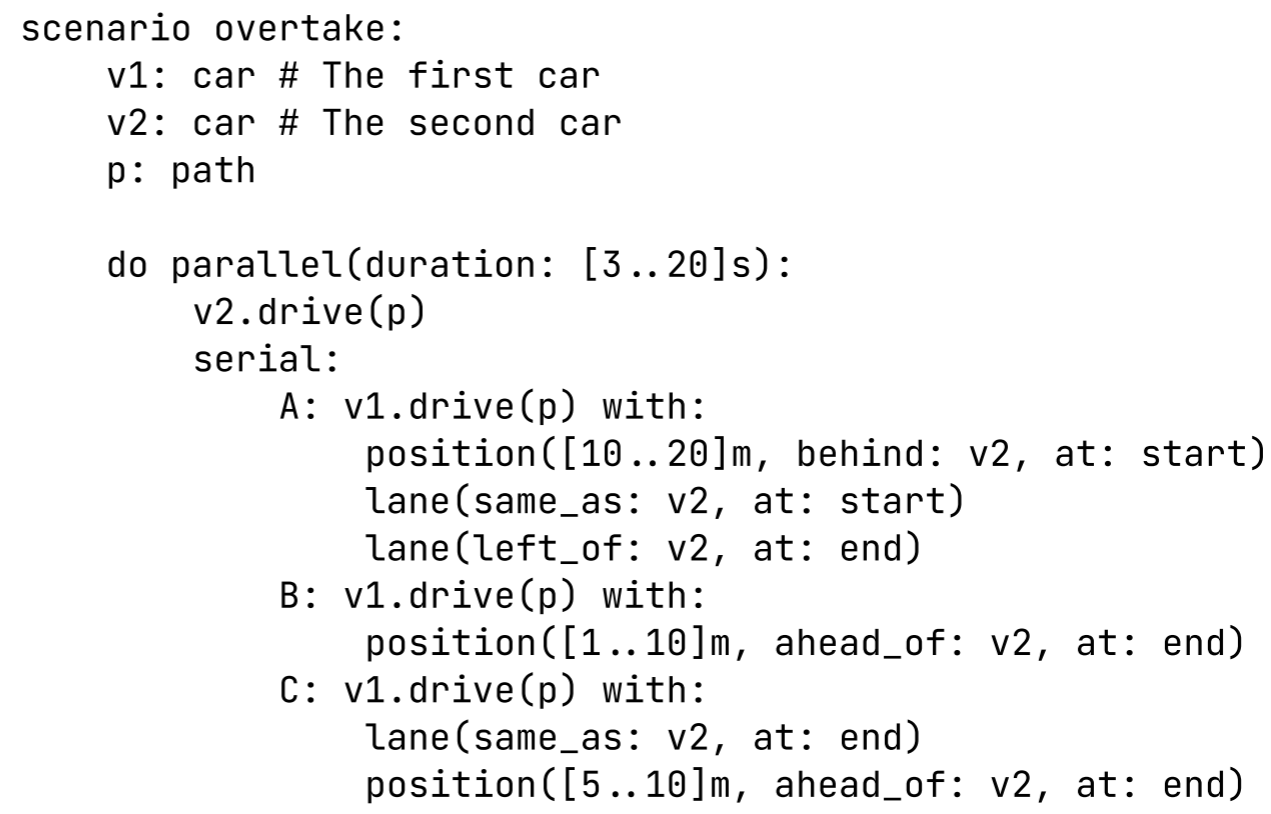 scenario overtake:
    v1: car # The first car
    v2: car # The second car
    p: path

    do parallel(duration: [3..20]s):
        v2.drive(p)
        serial:
            A: v1.drive(p) with:
                position([10..20]m, behind: v2, at: start)
                lane(same_as: v2, at: start)
                lane(left_of: v2, at: end)
            B: v1.drive(p) with:
                position([1..10]m, ahead_of: v2, at: end)
            C: v1.drive(p) with:
                lane(same_as: v2, at: end)
                position([5..10]m, ahead_of: v2, at: end)